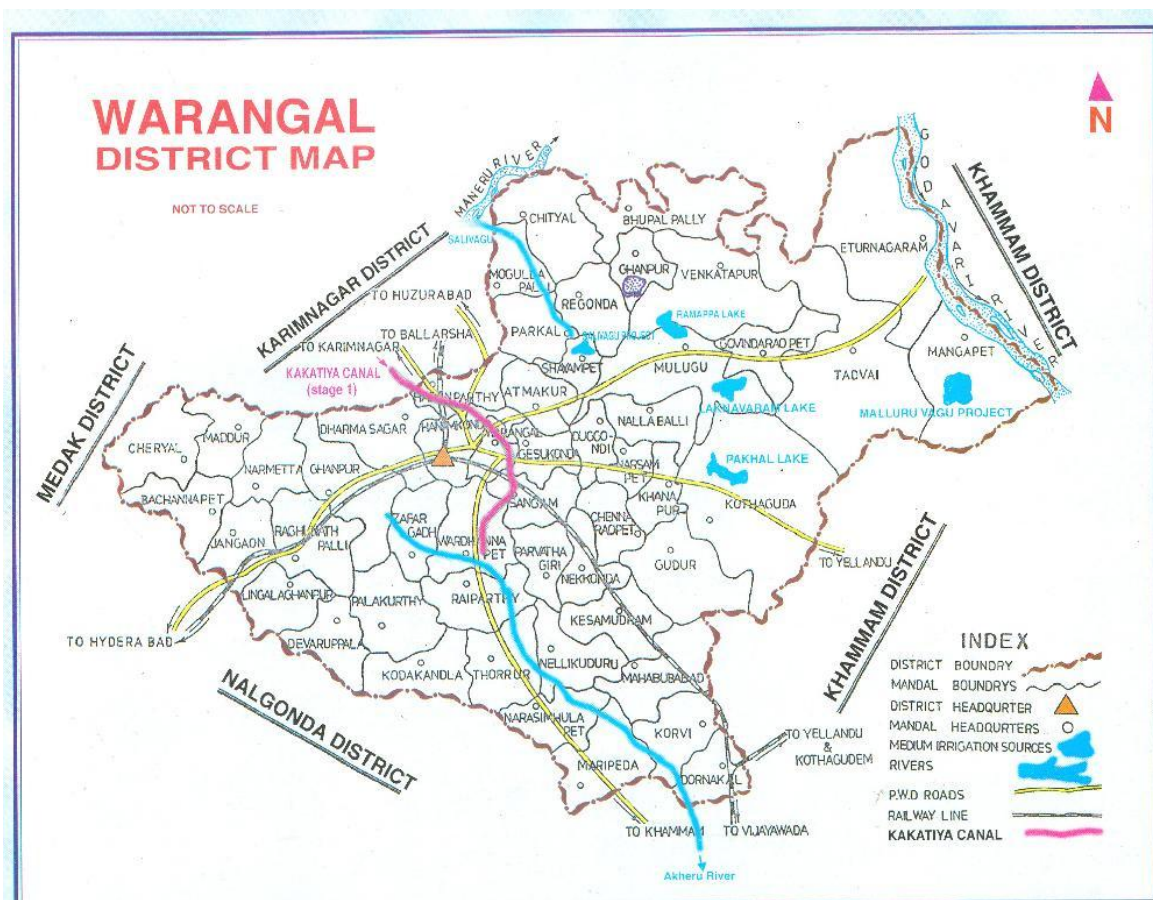 WARANGAL
DISTRICT MAP
NOT TO SCALE
N
MANERU RIVER
GODAVARI RIVER
KHAMMAM DISTRICT
CHITYAL
BHUPAL PALLY
SALIVAGU
ETURNAGARAM
KARIMNAGAR DISTRICT
GHANPUR
VENKATAPUR
MOGULLA
PALLI
TO HUZURABAD
REGONDA
RAMAPPA LAKE
TO BALLARSHA
PARKAL
GOVINDARAO PET
MANGAPET
TO KARIMNAGAR
SHAYAMPET
MULUGU
TADVAI
KAKATIYA CANAL
(stage 1)
ATMAKUR
LAKNAVARAM LAKE
MALLURU VAGU PROJECT
MEDAK DISTRICT
DHARMA SAGAR
NALLABALLI
CHERYAL
MADDUR
DUGGO-
NDI
GESUKONDA
NARSAM
PET
PAKHAL LAKE
NARMETTA
GHANPUR
BACHANNAPET
SANGAM
KHANA
PUR
KOTHAGUDA
ZAFAR
GADH
CHENNA
RAOPET
JANGAON
RAGHUNATH
PALLI
WARDHANNA
PET
PARVATHA
GIRI
GUDUR
TO YELLANDU
NEKKONDA
LINGALAGHANPUR
PALAKURTHY
RAIPARTHY
KESAMUDRAM
KHAMMAM DISTRICT
TO HYDERA BAD
DEVARUPPALA
KODAKANDLA
THORRUR
NELLIKUDURU
MAHABUBABAD
NALGONDA DISTRICT
NARASIMHULA
PET
KORVI
TO YELLANDU
&
KOTHAGUDEM
MARIPEDA
DORNAKAL
TO KHAMMAM
TO VIJAYAWADA
Akheru River
INDEX
DISTRICT BOUNDRY
MANDAL BOUNDRYS
DISTRICT HEADQURTER
MANDAL HEADQURTERS
MEDIUM IRRIGATION SOURCES
RIVERS
P.W.D ROADS
RAILWAY LINE
KAKATIYA CANAL